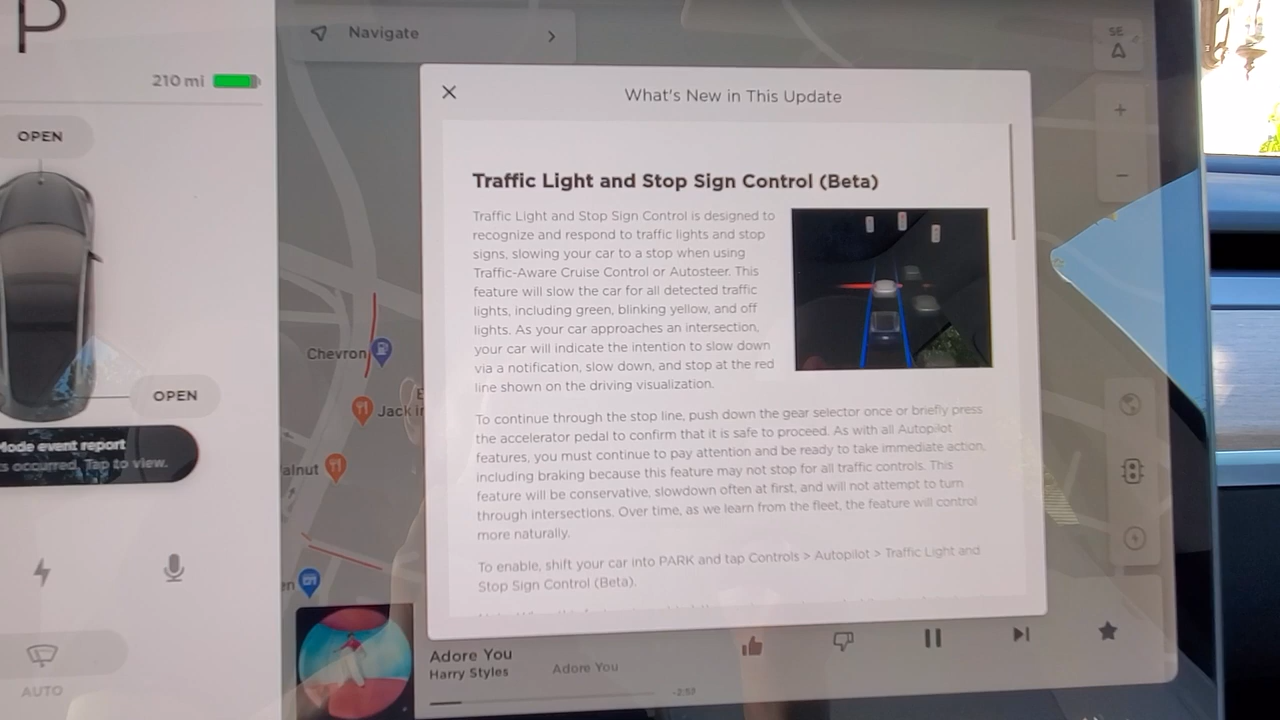 P
210 mi
OPEN
OPEN
Mode event report
occurred. Tap to view.
AUTO
Navigate
SE
Chevron
Jack in
alnut
What's New in This Update
Traffic Light and Stop Sign Control (Beta)
Traffic Light and Stop Sign Control is designed to
recognize and respond to traffic lights and stop
signs, slowing your car to a stop when using
Traffic-Aware Cruise Control or Autosteer. This
feature will slow the car for all detected traffic
lights, including green, blinking yellow, and off
lights. As your car approaches an intersection,
your car will indicate the intention to slow down
via a notification, slow down, and stop at the red
line shown on the driving visualization.
To continue through the stop line, push down the gear selector once or briefly press
the accelerator pedal to confirm that it is safe to proceed. As with all Autopilot
features, you must continue to pay attention and be ready to take immediate action,
including braking because this feature may not stop for all traffic controls. This
feature will be conservative, slowdown often at first, and will not attempt to turn
through intersections. Over time, as we learn from the fleet, the feature will control
more naturally.
To enable, shift your car into PARK and tap Controls > Autopilot > Traffic Light and
Stop Sign Control (Beta).
Adore You
Harry Styles
Adore You
-2:57